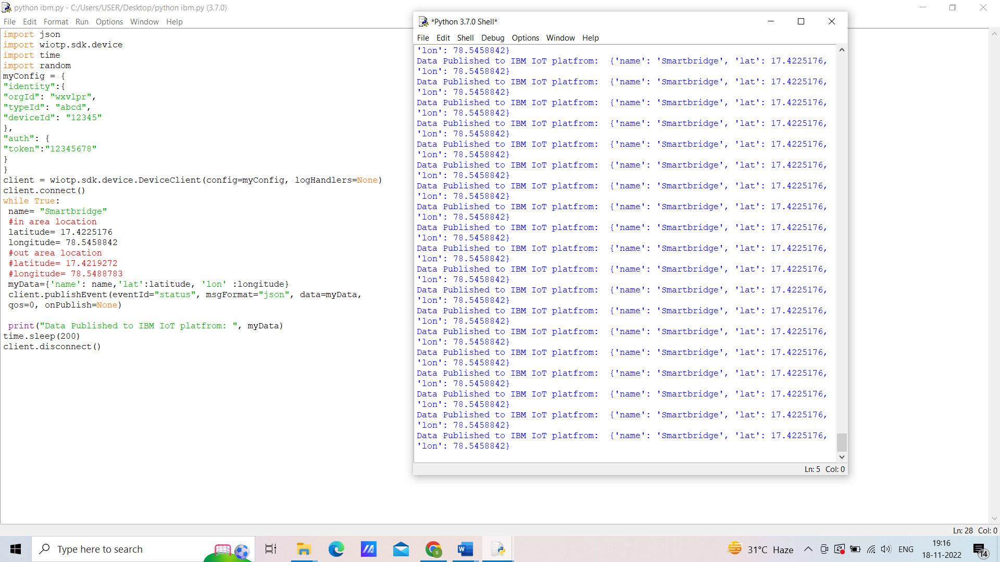 python ibm.py - C:/Users/USER/Desktop/python ibm.py (3.7.0)
File Edit Format Run Options Window Help
import json
import wiotp.sdk.device
import time
import random
myConfig = {
"identity":{
"orgId": "wxvlpr",
"typeId": "abcd",
"deviceId": "12345"
},
"auth": {
"token":"12345678"
}
}
client = wiotp.sdk.device.DeviceClient(config=myConfig, logHandlers=None)
client.connect()
while True:
name= "Smartbridge"
#in area location
latitude= 17.4225176
longitude= 78.5458842
#out area location
#latitude= 17.4219272
#longitude= 78.5488783
myData={'name': name,'lat':latitude, 'lon' :longitude}
client.publishEvent(eventId="status", msgFormat="json", data=myData,
qos=0, onPublish=None)
print("Data Published to IBM IoT platfrom: ", myData)
time.sleep(200)
client.disconnect()
*Python 3.7.0 Shell*
File Edit Shell Debug Options Window Help
'lon': 78.5458842}
Data Published to IBM IoT platfrom:  {'name': 'Smartbridge', 'lat': 17.4225176,
'lon': 78.5458842}
Data Published to IBM IoT platfrom:  {'name': 'Smartbridge', 'lat': 17.4225176,
'lon': 78.5458842}
Data Published to IBM IoT platfrom:  {'name': 'Smartbridge', 'lat': 17.4225176,
'lon': 78.5458842}
Data Published to IBM IoT platfrom:  {'name': 'Smartbridge', 'lat': 17.4225176,
'lon': 78.5458842}
Data Published to IBM IoT platfrom:  {'name': 'Smartbridge', 'lat': 17.4225176,
'lon': 78.5458842}
Data Published to IBM IoT platfrom:  {'name': 'Smartbridge', 'lat': 17.4225176,
'lon': 78.5458842}
Data Published to IBM IoT platfrom:  {'name': 'Smartbridge', 'lat': 17.4225176,
'lon': 78.5458842}
Data Published to IBM IoT platfrom:  {'name': 'Smartbridge', 'lat': 17.4225176,
'lon': 78.5458842}
Data Published to IBM IoT platfrom:  {'name': 'Smartbridge', 'lat': 17.4225176,
'lon': 78.5458842}
Data Published to IBM IoT platfrom:  {'name': 'Smartbridge', 'lat': 17.4225176,
'lon': 78.5458842}
Data Published to IBM IoT platfrom:  {'name': 'Smartbridge', 'lat': 17.4225176,
'lon': 78.5458842}
Data Published to IBM IoT platfrom:  {'name': 'Smartbridge', 'lat': 17.4225176,
'lon': 78.5458842}
Data Published to IBM IoT platfrom:  {'name': 'Smartbridge', 'lat': 17.4225176,
'lon': 78.5458842}
Data Published to IBM IoT platfrom:  {'name': 'Smartbridge', 'lat': 17.4225176,
'lon': 78.5458842}
Data Published to IBM IoT platfrom:  {'name': 'Smartbridge', 'lat': 17.4225176,
'lon': 78.5458842}
Data Published to IBM IoT platfrom:  {'name': 'Smartbridge', 'lat': 17.4225176,
'lon': 78.5458842}
Data Published to IBM IoT platfrom:  {'name': 'Smartbridge', 'lat': 17.4225176,
'lon': 78.5458842}
Data Published to IBM IoT platfrom:  {'name': 'Smartbridge', 'lat': 17.4225176,
'lon': 78.5458842}
Data Published to IBM IoT platfrom:  {'name': 'Smartbridge', 'lat': 17.4225176,
'lon': 78.5458842}
Ln: 5 Col: 0
Ln: 28 Col: 0
Type here to search
31°C Haze
ENG
19:16
18-11-2022
14